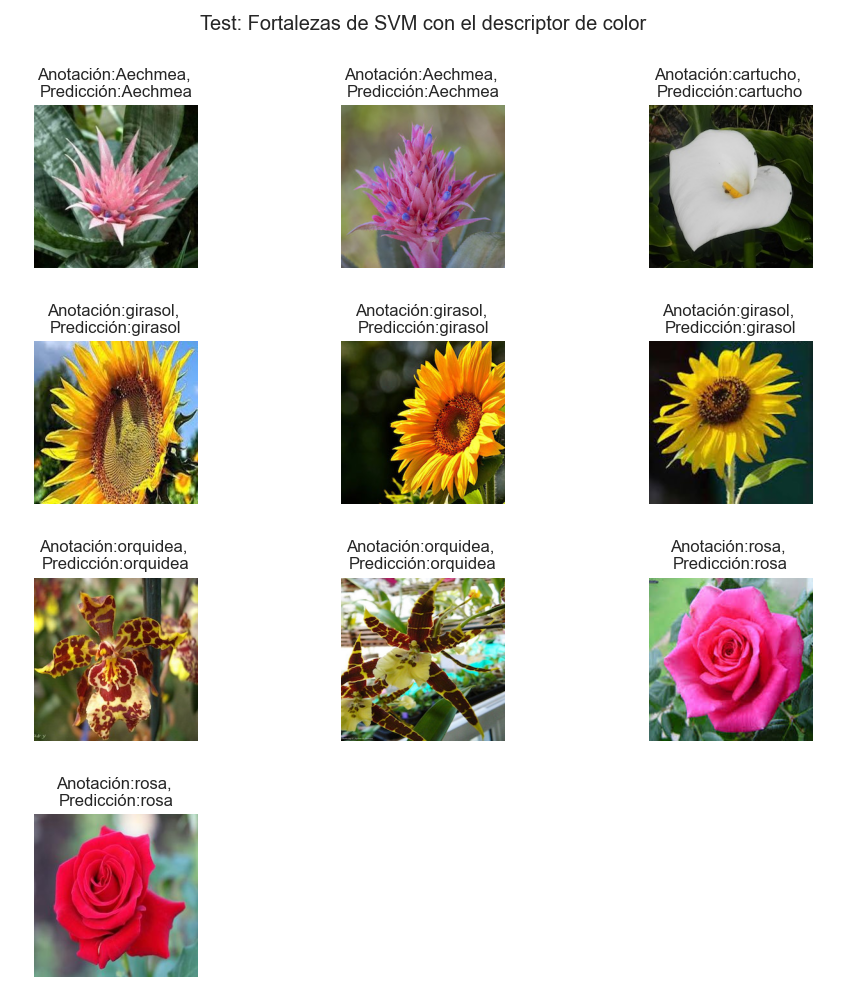 Test: Fortalezas de SVM con el descriptor de color
Anotación:Aechmea,
Predicción:Aechmea
Anotación:Aechmea,
Predicción:Aechmea
Anotación:cartucho,
Predicción:cartucho
Anotación:girasol,
Predicción:girasol
Anotación:girasol,
Predicción:girasol
Anotación:girasol,
Predicción:girasol
Anotación:orquidea,
Predicción:orquidea
Anotación:orquidea,
Predicción:orquidea
Anotación:rosa,
Predicción:rosa
Anotación:rosa,
Predicción:rosa